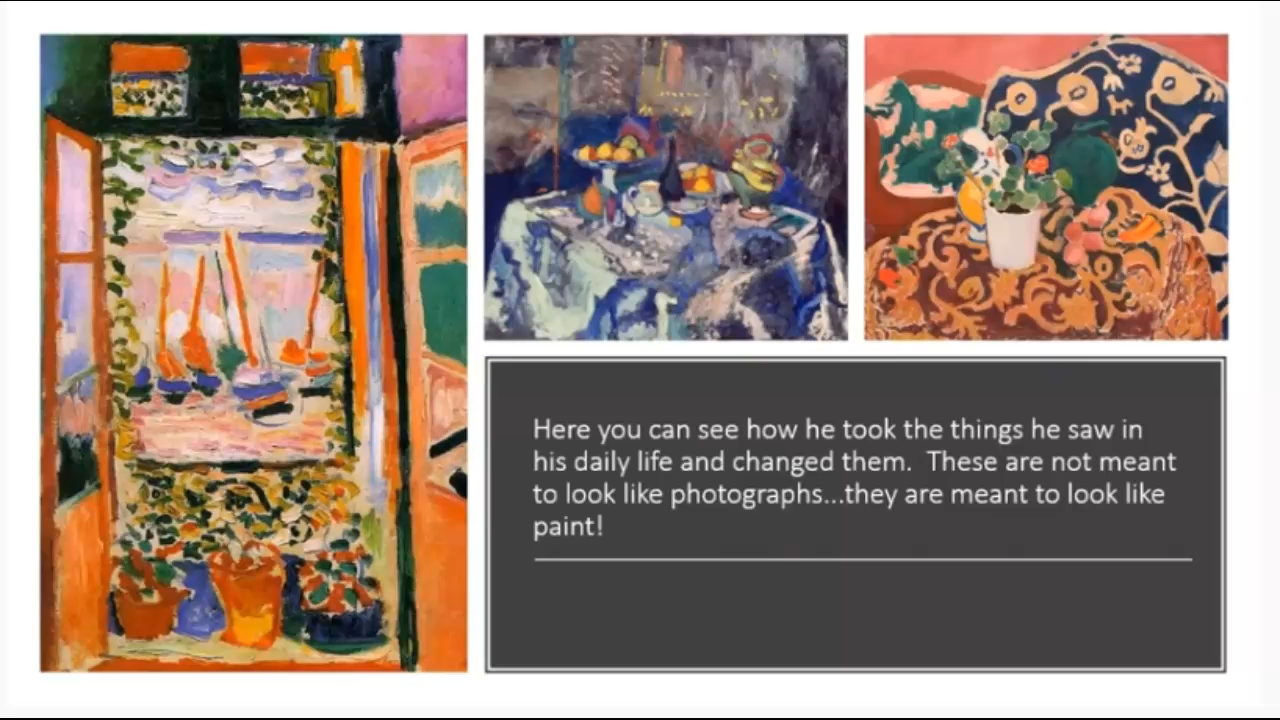 Here you can see how he took the things he saw in
his daily life and changed them.  These are not meant
to look like photographs...they are meant to look like
paint!